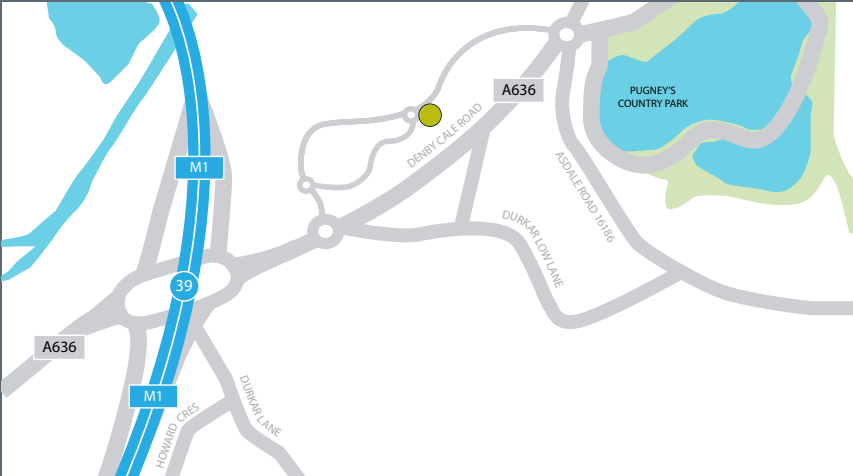 PUGNEY'S
COUNTRY PARK
A636
DENBY CALE ROAD
M1
ASDALE ROAD 16186
DURKAR LOW LANE
39
A636
M1
DURKAR LANE
HOWARD CRES